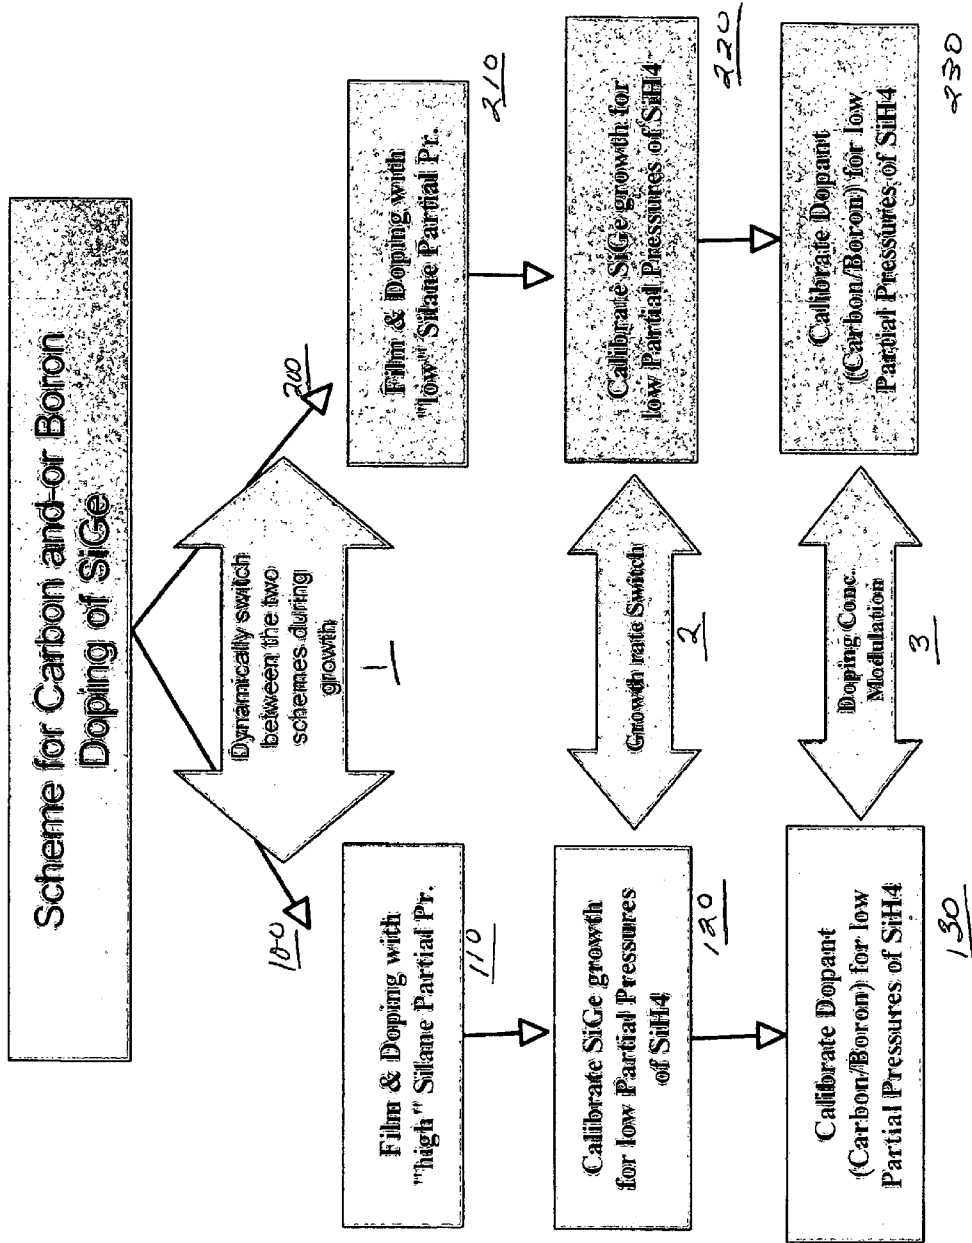 Scheme for Carbon and-or Boron
Doping of SiGe
100
200
Dynamically switch
between the two
schemes during
growth
1
Film & Doping with
"high" Silane Partial Pr.
110
Film & Doping with
"low" Silane Partial Pr.
210
Calibrate SiGe growth
for low Partial Pressures
of SiH4
120
Growth rate Switch
2
Calibrate SiGe growth for
low Partial Pressures of SiH4
220
Calibrate Dopant
(Carbon/Boron) for low
Partial Pressures of SiH4
130
Doping Conc.
Modulation
3
Calibrate Dopant
(Carbon/Boron) for low
Partial Pressures of SiH4
230